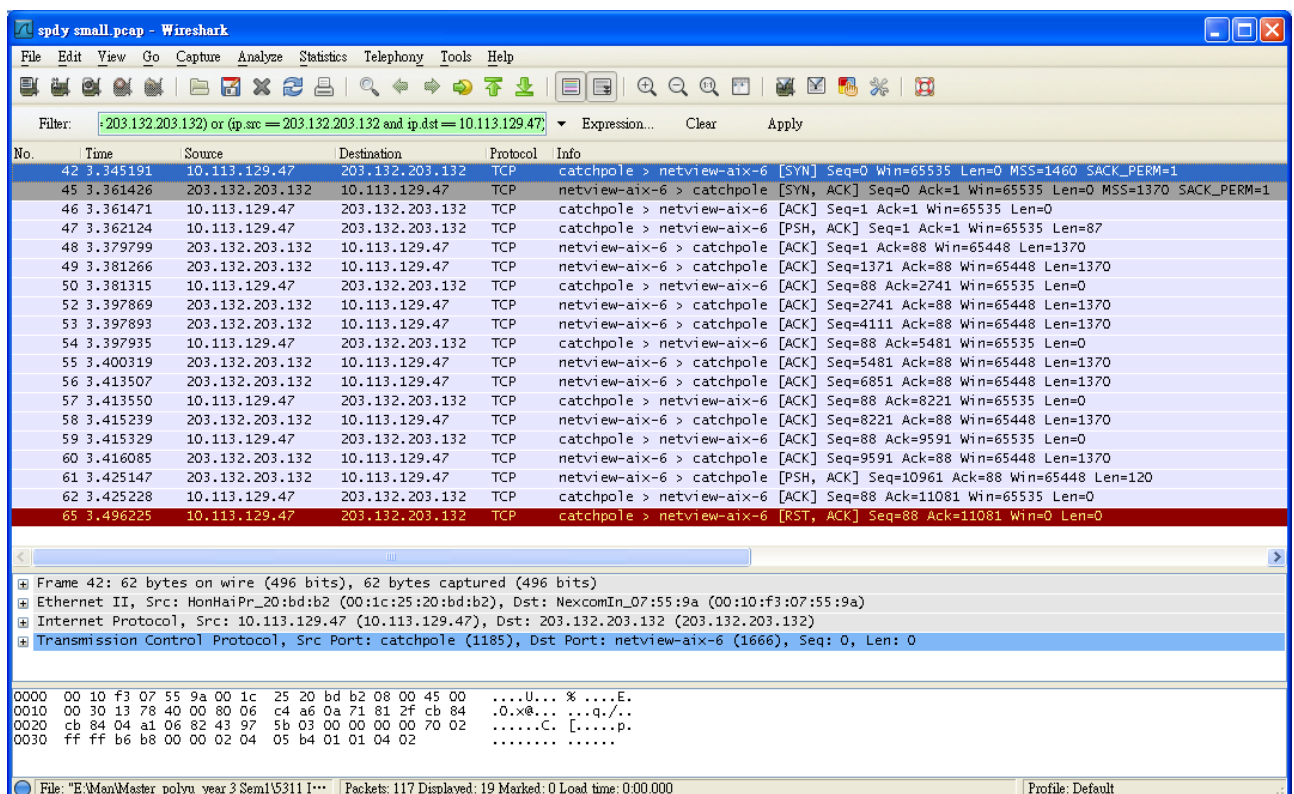 spdy small.pcap - Wireshark
File Edit View Go Capture Analyze Statistics Telephony Tools Help
Filter: : 203.132.203.132) or (ip.src == 203.132.203.132 and ip.dst == 10.113.129.47) Expression... Clear Apply
No. Time Source Destination Protocol Info
42 3.345191 10.113.129.47 203.132.203.132 TCP catchpole > netview-aix-6 [SYN] Seq=0 Win=65535 Len=0 MSS=1460 SACK_PERM=1
45 3.361426 203.132.203.132 10.113.129.47 TCP netview-aix-6 > catchpole [SYN, ACK] Seq=0 Ack=1 Win=65535 Len=0 MSS=1370 SACK_PERM=1
46 3.361471 10.113.129.47 203.132.203.132 TCP catchpole > netview-aix-6 [ACK] Seq=1 Ack=1 Win=65535 Len=0
47 3.362124 10.113.129.47 203.132.203.132 TCP catchpole > netview-aix-6 [PSH, ACK] Seq=1 Ack=1 Win=65535 Len=87
48 3.379799 203.132.203.132 10.113.129.47 TCP netview-aix-6 > catchpole [ACK] Seq=1 Ack=88 Win=65448 Len=1370
49 3.381266 203.132.203.132 10.113.129.47 TCP netview-aix-6 > catchpole [ACK] Seq=1371 Ack=88 Win=65448 Len=1370
50 3.381315 10.113.129.47 203.132.203.132 TCP catchpole > netview-aix-6 [ACK] Seq=88 Ack=2741 Win=65535 Len=0
52 3.397869 203.132.203.132 10.113.129.47 TCP netview-aix-6 > catchpole [ACK] Seq=2741 Ack=88 Win=65448 Len=1370
53 3.397893 203.132.203.132 10.113.129.47 TCP netview-aix-6 > catchpole [ACK] Seq=4111 Ack=88 Win=65448 Len=1370
54 3.397935 10.113.129.47 203.132.203.132 TCP catchpole > netview-aix-6 [ACK] Seq=88 Ack=5481 Win=65535 Len=0
55 3.400319 203.132.203.132 10.113.129.47 TCP netview-aix-6 > catchpole [ACK] Seq=5481 Ack=88 Win=65448 Len=1370
56 3.413507 203.132.203.132 10.113.129.47 TCP netview-aix-6 > catchpole [ACK] Seq=6851 Ack=88 Win=65448 Len=1370
57 3.413550 10.113.129.47 203.132.203.132 TCP catchpole > netview-aix-6 [ACK] Seq=88 Ack=8221 Win=65535 Len=0
58 3.415239 203.132.203.132 10.113.129.47 TCP netview-aix-6 > catchpole [ACK] Seq=8221 Ack=88 Win=65448 Len=1370
59 3.415329 10.113.129.47 203.132.203.132 TCP catchpole > netview-aix-6 [ACK] Seq=88 Ack=9591 Win=65535 Len=0
60 3.416085 203.132.203.132 10.113.129.47 TCP netview-aix-6 > catchpole [ACK] Seq=9591 Ack=88 Win=65448 Len=1370
61 3.425147 203.132.203.132 10.113.129.47 TCP netview-aix-6 > catchpole [PSH, ACK] Seq=10961 Ack=88 Win=65448 Len=120
62 3.425228 10.113.129.47 203.132.203.132 TCP catchpole > netview-aix-6 [ACK] Seq=88 Ack=11081 Win=65535 Len=0
65 3.496225 10.113.129.47 203.132.203.132 TCP catchpole > netview-aix-6 [RST, ACK] Seq=88 Ack=11081 Win=0 Len=0
Frame 42: 62 bytes on wire (496 bits), 62 bytes captured (496 bits)
Ethernet II, Src: HonHaiPr_20:bd:b2 (00:1c:25:20:bd:b2), Dst: NexcomIn_07:55:9a (00:10:f3:07:55:9a)
Internet Protocol, Src: 10.113.129.47 (10.113.129.47), Dst: 203.132.203.132 (203.132.203.132)
Transmission Control Protocol, Src Port: catchpole (1185), Dst Port: netview-aix-6 (1666), Seq: 0, Len: 0
0000 00 10 f3 07 55 9a 00 1c 25 20 bd b2 08 00 45 00 ....U... % ....E.
0010 00 30 13 78 40 00 80 06 c4 a6 0a 71 81 2f cb 84 .0.x@... ...q./..
0020 cb 84 04 a1 06 82 43 97 5b 03 00 00 00 00 70 02 ......C. [.....p.
0030 ff ff b6 b8 00 00 02 04 05 b4 01 01 04 02 ........ ......
File: "E:\Man\Master_polyu_year 3 Sem1\5311 I... Packets: 117 Displayed: 19 Marked: 0 Load time: 0:00.000 Profile: Default